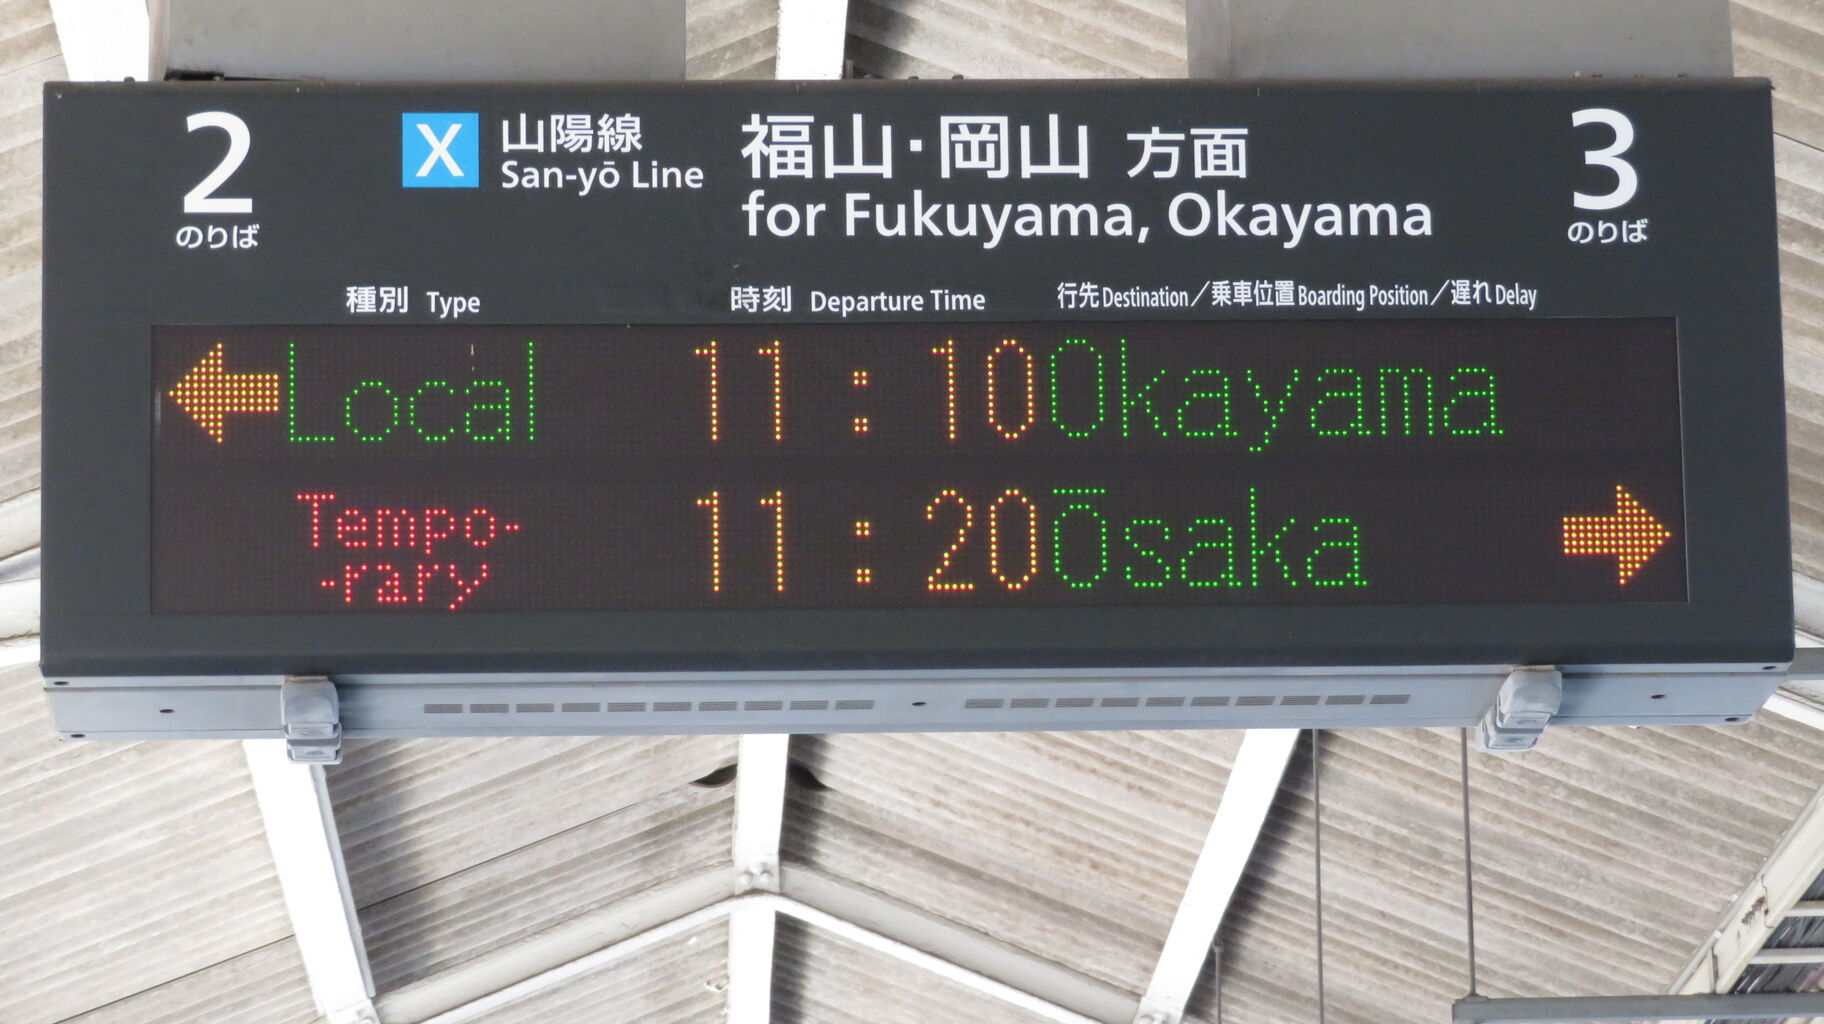 2 のりば
X 山陽線 San-yō Line
福山・岡山 方面
for Fukuyama, Okayama
3 のりば
種別 Type 時刻 Departure Time 行先 Destination／乗車位置 Boarding Position／遅れ Delay
Local 11:10 Okayama
Tempo-
-rary 11:20 Ōsaka